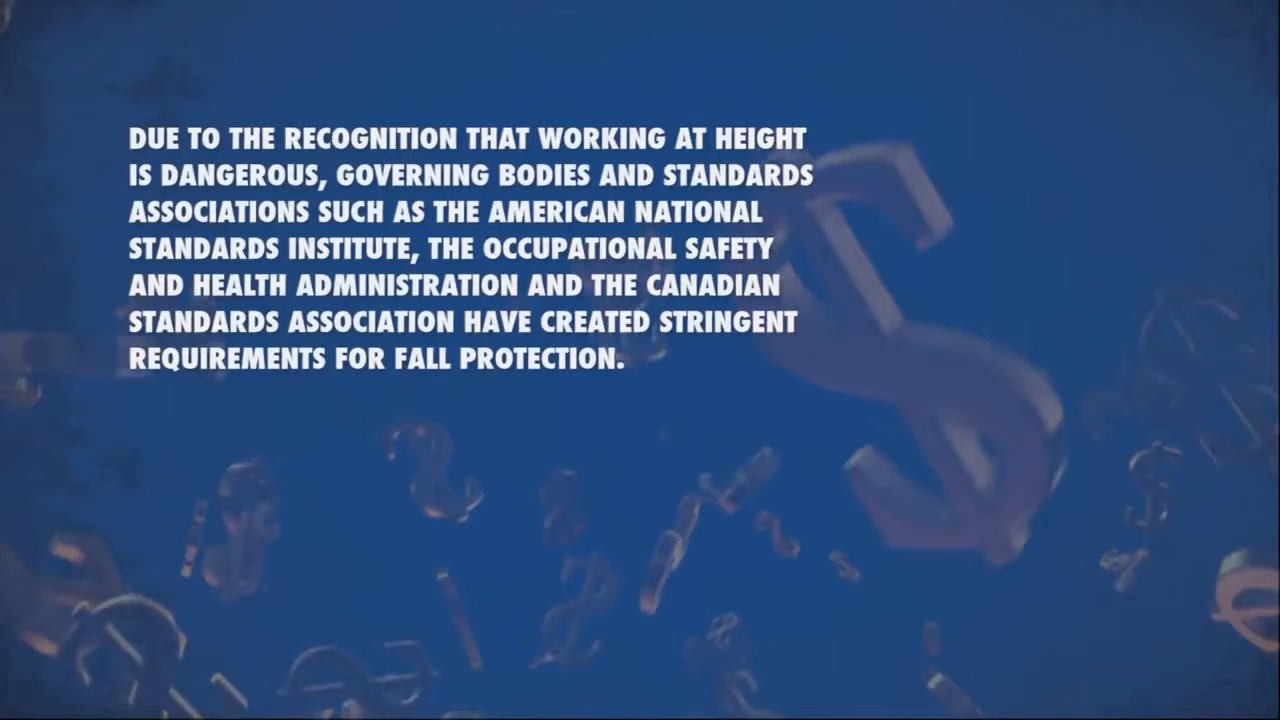 DUE TO THE RECOGNITION THAT WORKING AT HEIGHT
IS DANGEROUS, GOVERNING BODIES AND STANDARDS
ASSOCIATIONS SUCH AS THE AMERICAN NATIONAL
STANDARDS INSTITUTE, THE OCCUPATIONAL SAFETY
AND HEALTH ADMINISTRATION AND THE CANADIAN
STANDARDS ASSOCIATION HAVE CREATED STRINGENT
REQUIREMENTS FOR FALL PROTECTION.